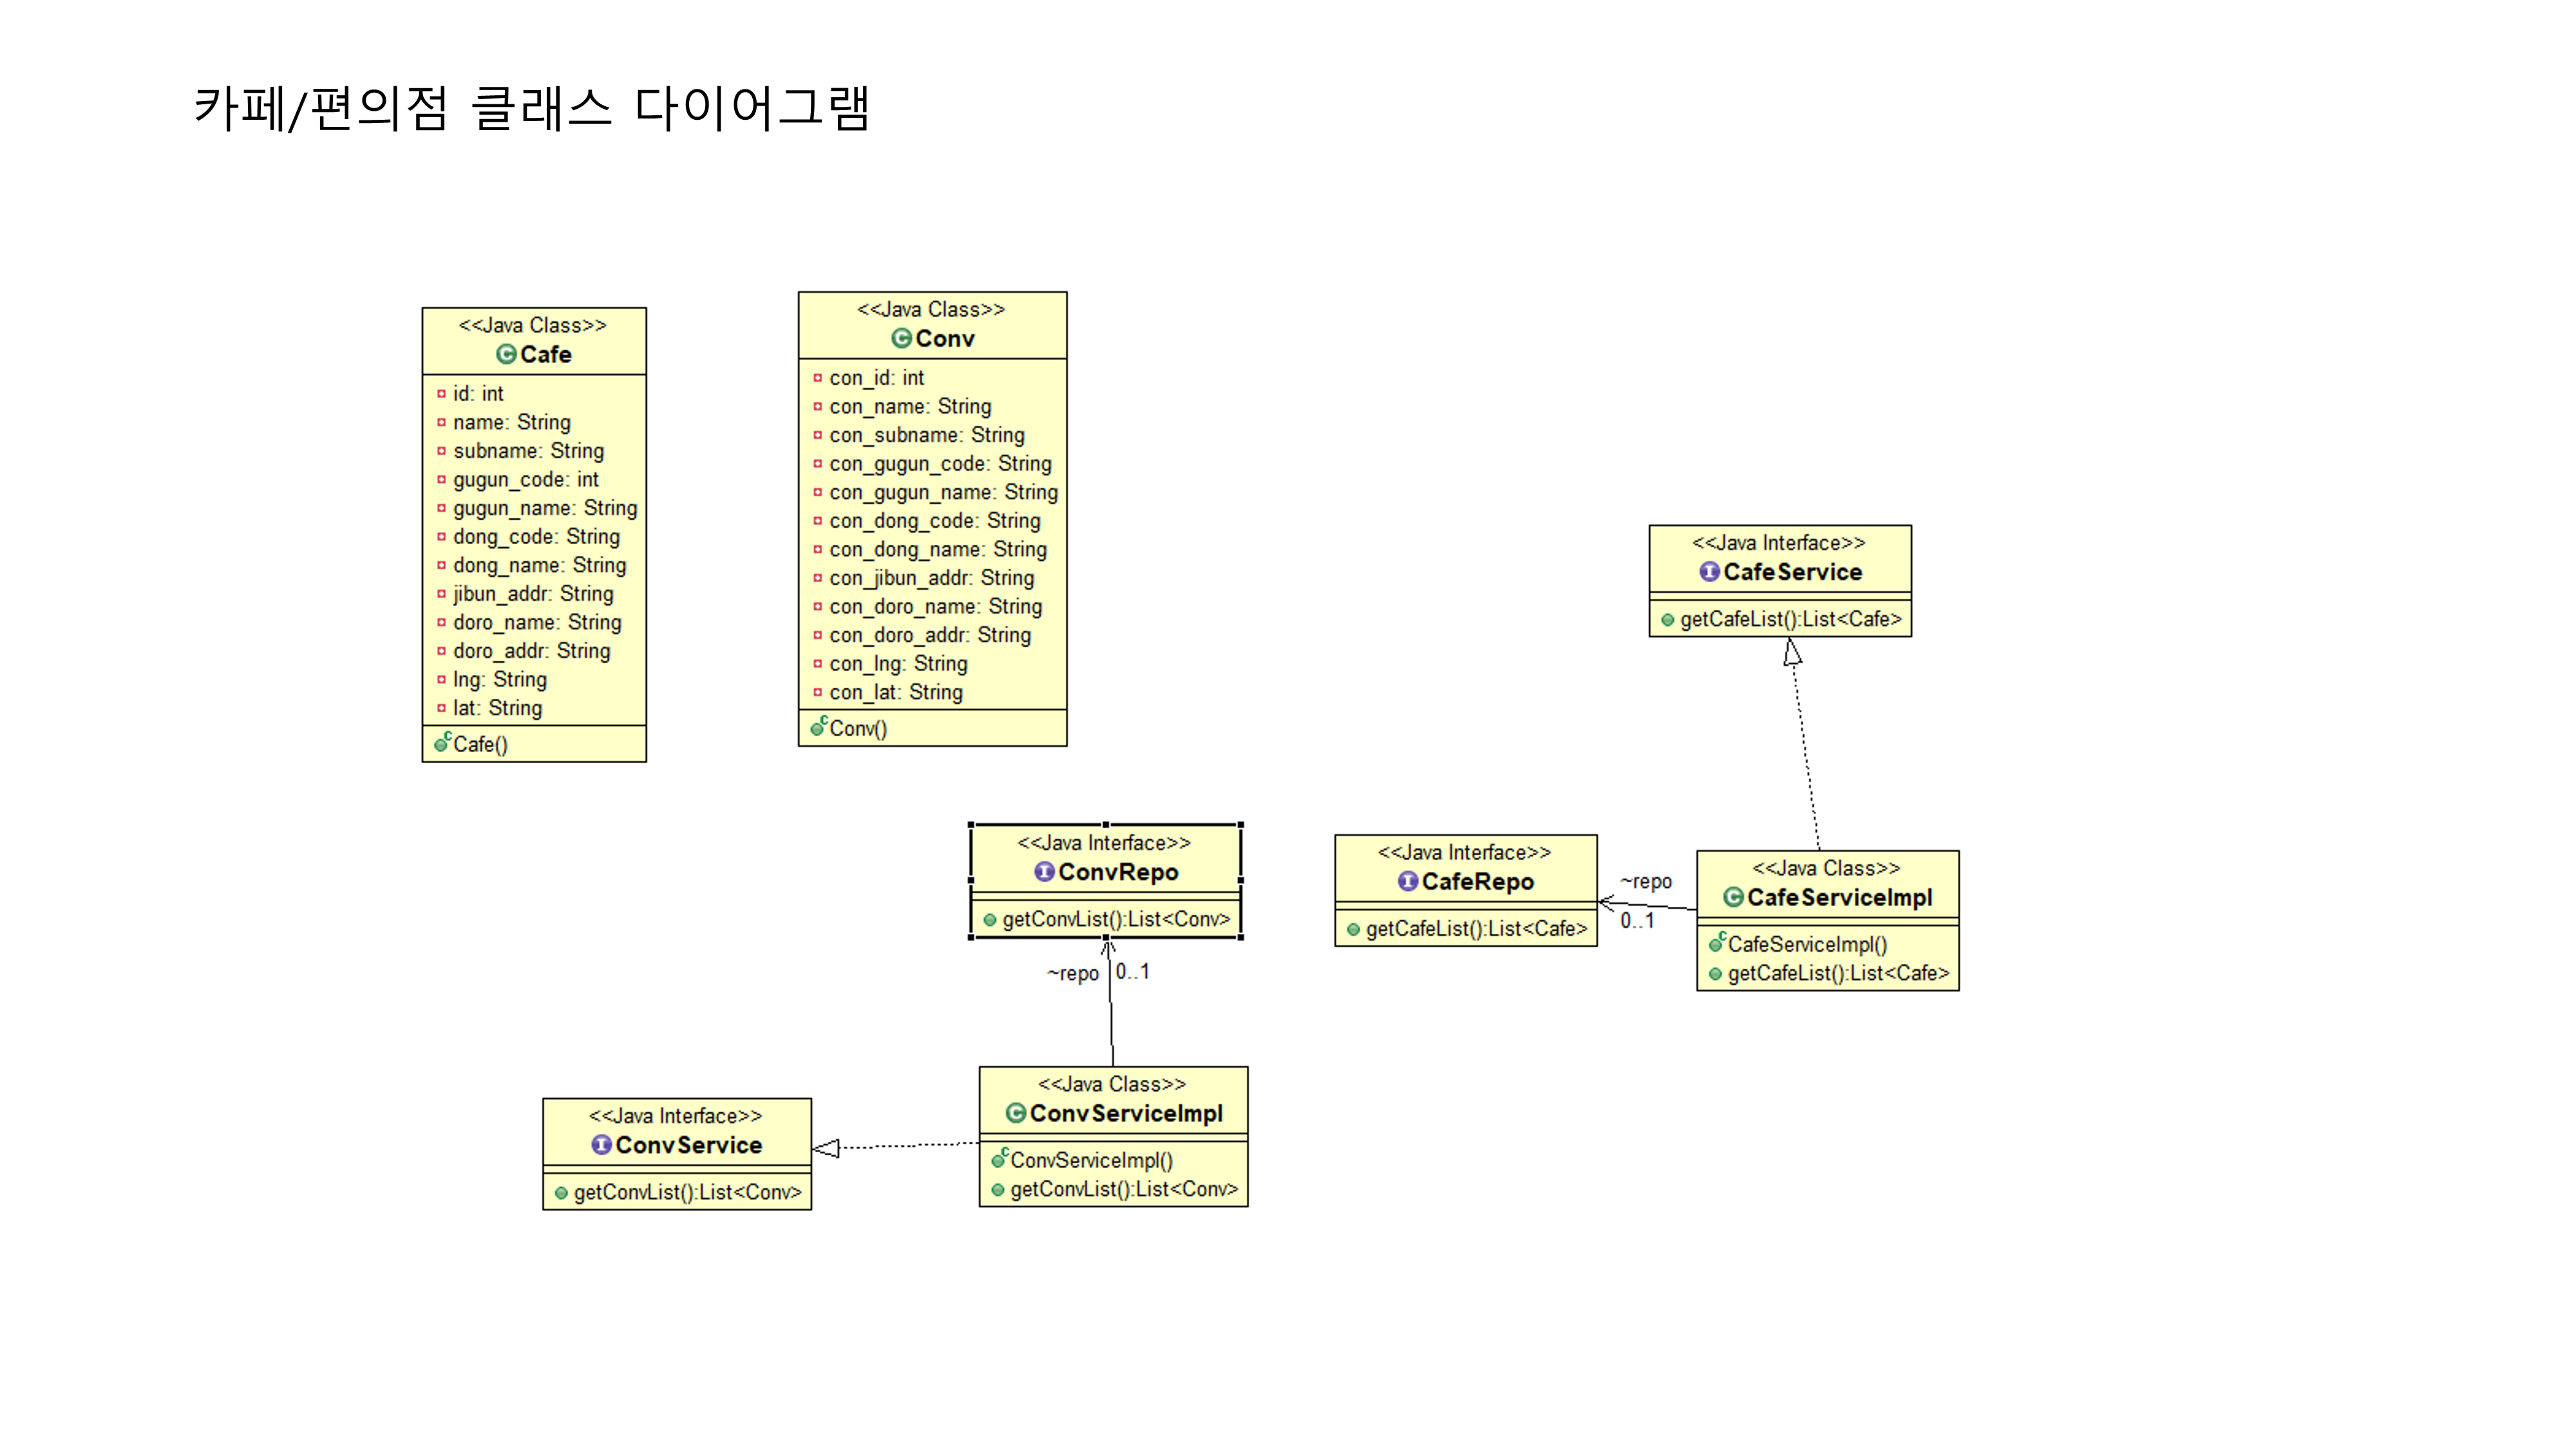 카페/편의점 클래스 다이어그램
<<Java Class>>
Cafe
id: int
name: String
subname: String
gugun_code: int
gugun_name: String
dong_code: String
dong_name: String
jibun_addr: String
doro_name: String
doro_addr: String
lng: String
lat: String
Cafe()
<<Java Class>>
Conv
con_id: int
con_name: String
con_subname: String
con_gugun_code: String
con_gugun_name: String
con_dong_code: String
con_dong_name: String
con_jibun_addr: String
con_doro_name: String
con_doro_addr: String
con_lng: String
con_lat: String
Conv()
<<Java Interface>>
CafeService
getCafeList():List<Cafe>
<<Java Interface>>
ConvRepo
getConvList():List<Conv>
~repo 0..1
<<Java Interface>>
CafeRepo
getCafeList():List<Cafe>
~repo
0..1
<<Java Class>>
CafeServiceImpl
CafeServiceImpl()
getCafeList():List<Cafe>
<<Java Interface>>
ConvService
getConvList():List<Conv>
<<Java Class>>
ConvServiceImpl
ConvServiceImpl()
getConvList():List<Conv>